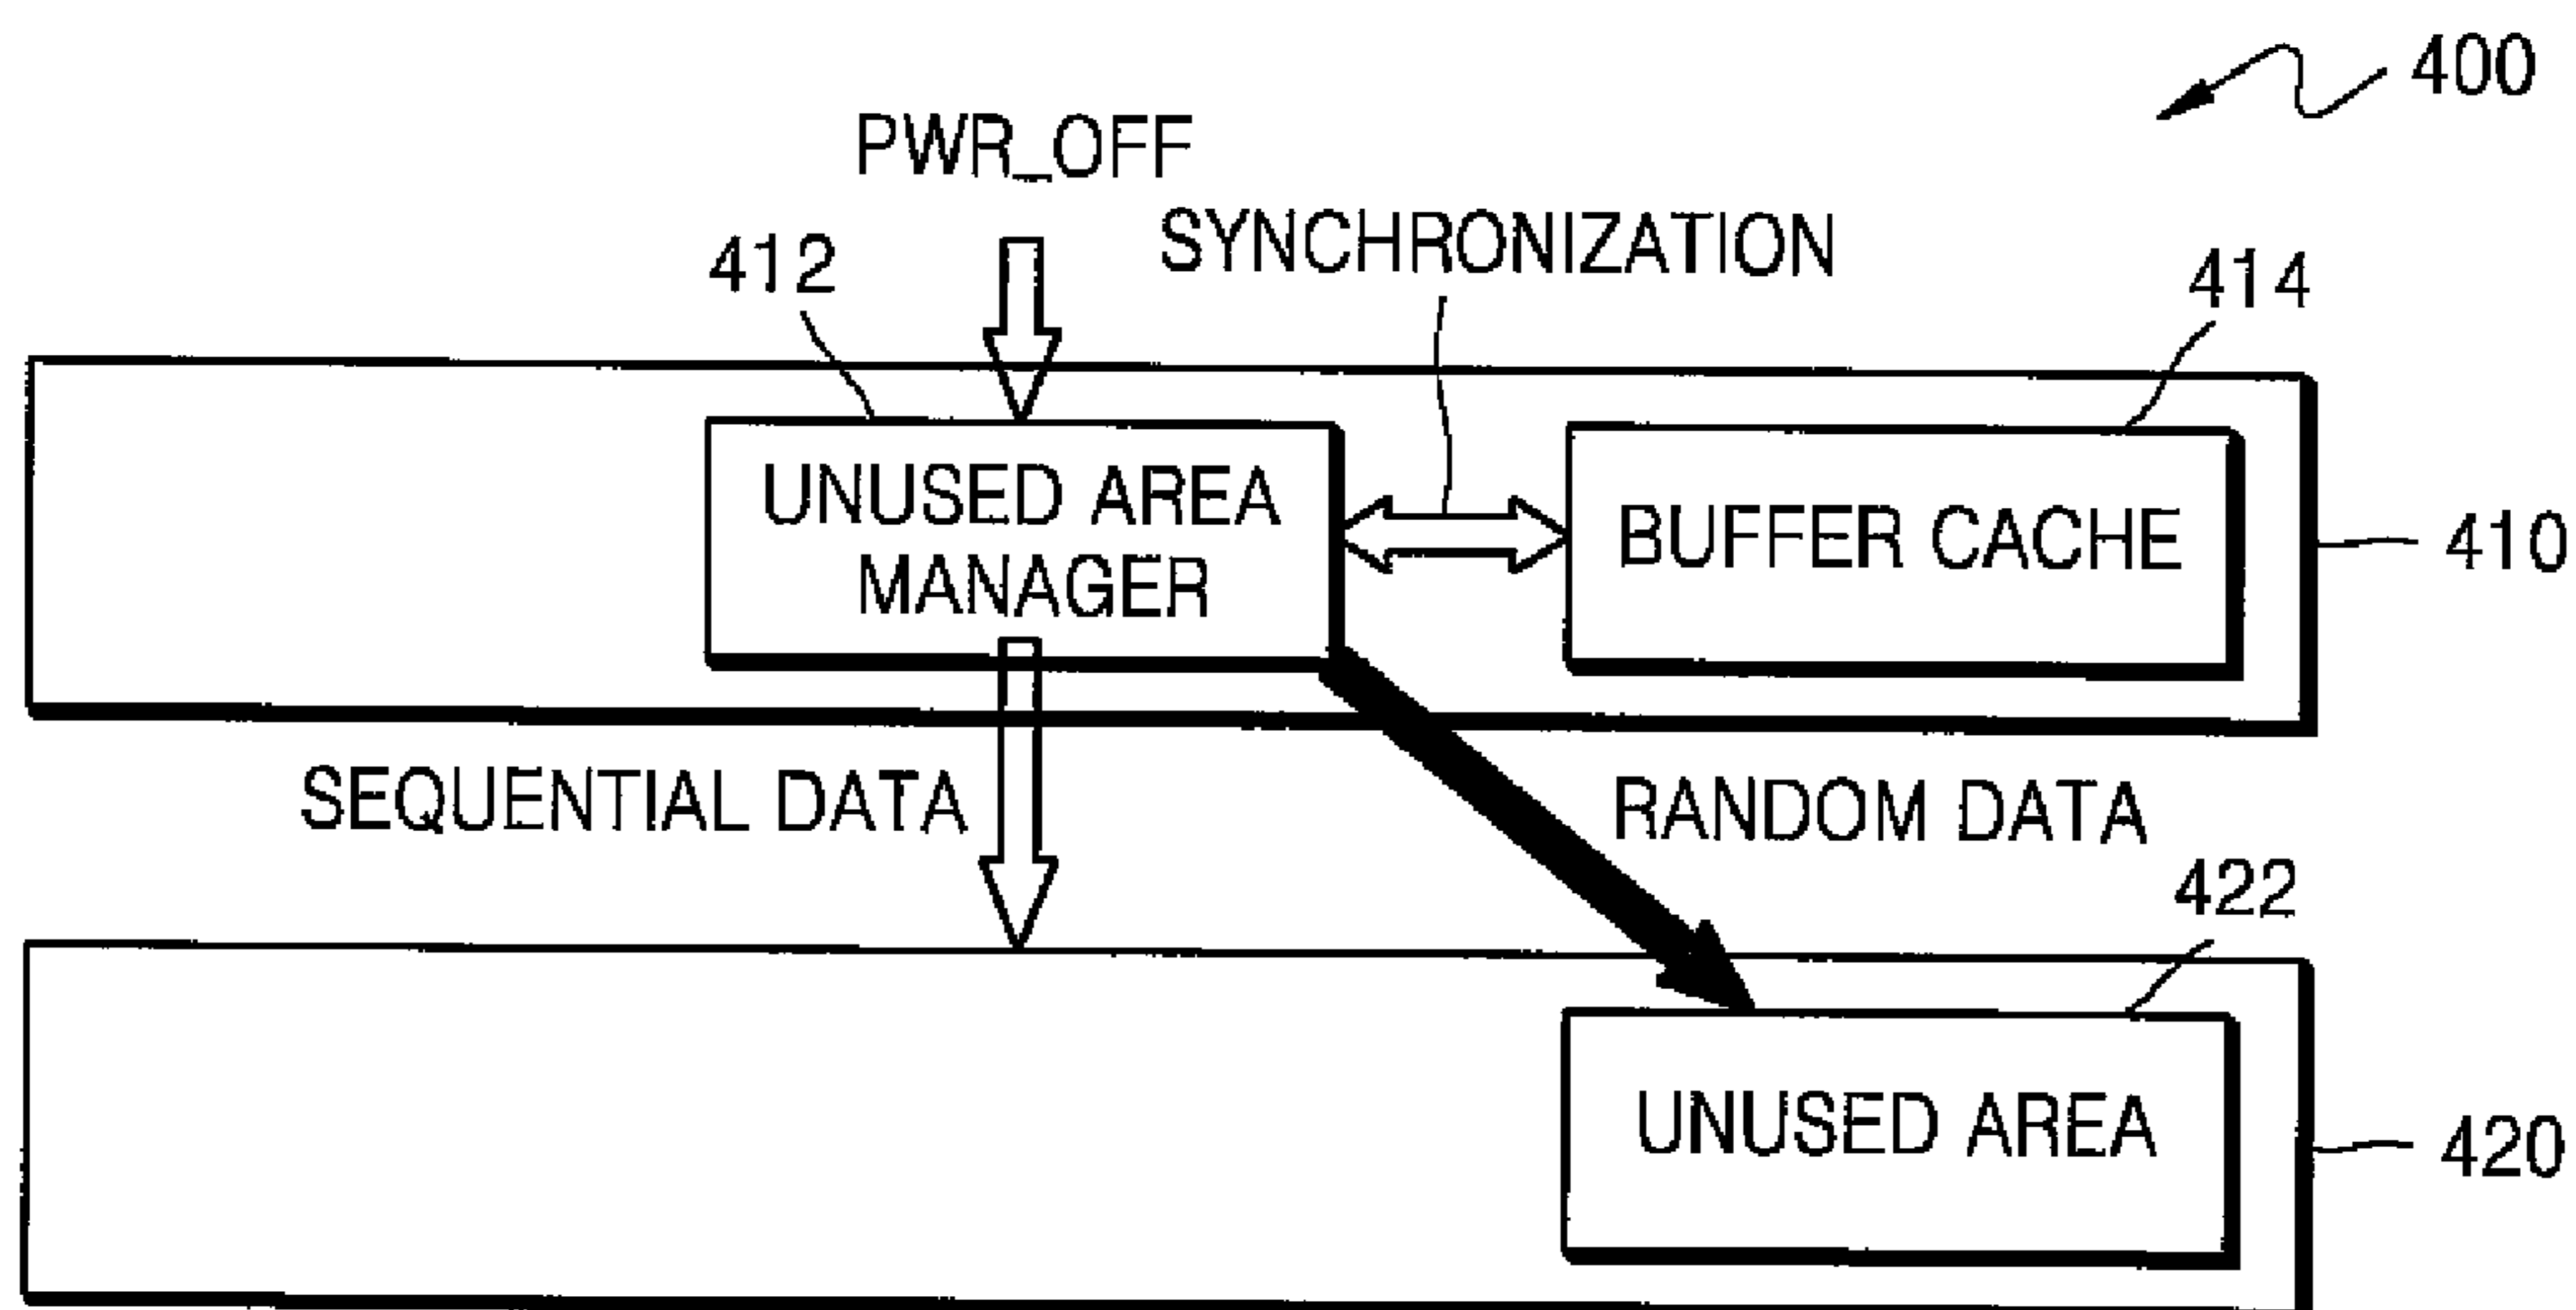 400
PWR_OFF
SYNCHRONIZATION
412
414
UNUSED AREA
MANAGER
BUFFER CACHE
410
SEQUENTIAL DATA
RANDOM DATA
422
UNUSED AREA
420